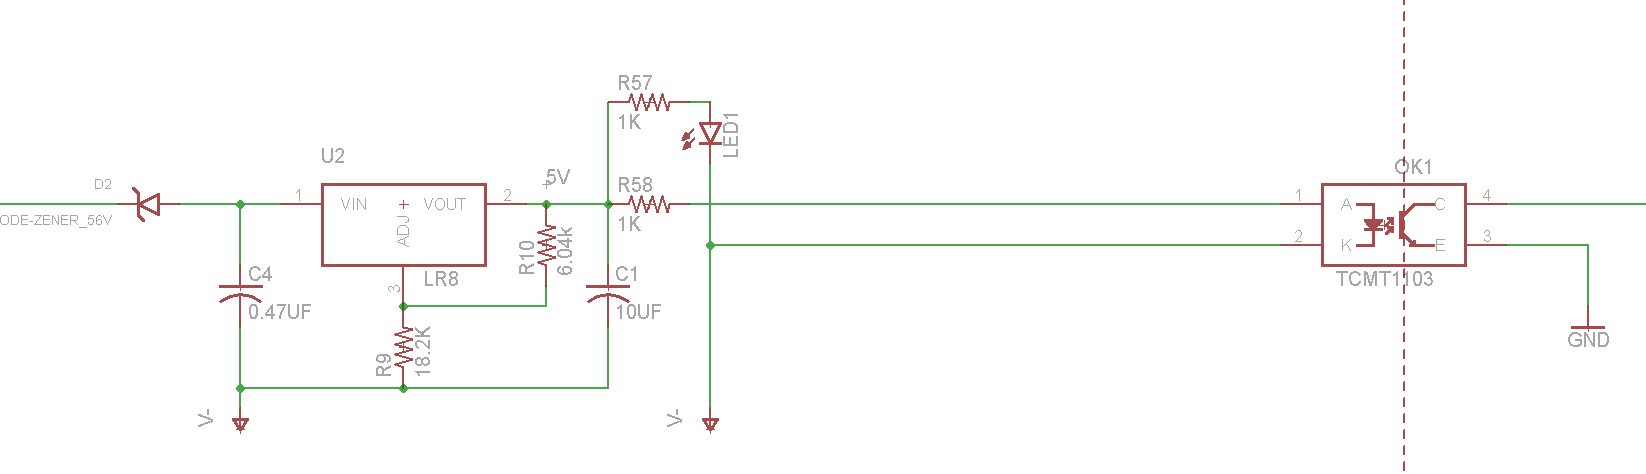 R57
1K
LED1
U2
OK1
D2
ODE-ZENER_56V
1
VIN
+
VOUT
ADJ
2
5V
R58
1K
1
A
C
4
2
K
E
3
R10
6.04k
C4
0.47UF
3
LR8
C1
10UF
TCMT1103
R9
18.2K
GND
V-
V-